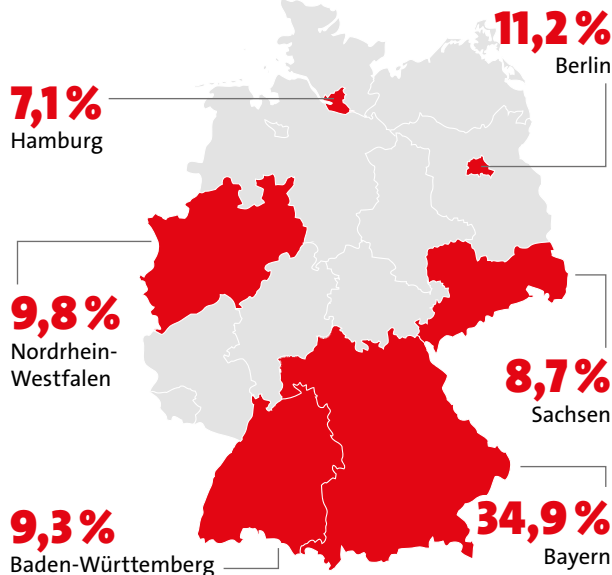 11,2 %
Berlin
7,1 %
Hamburg
9,8 %
Nordrhein-
Westfalen
8,7 %
Sachsen
9,3 %
Baden-Württemberg
34,9 %
Bayern